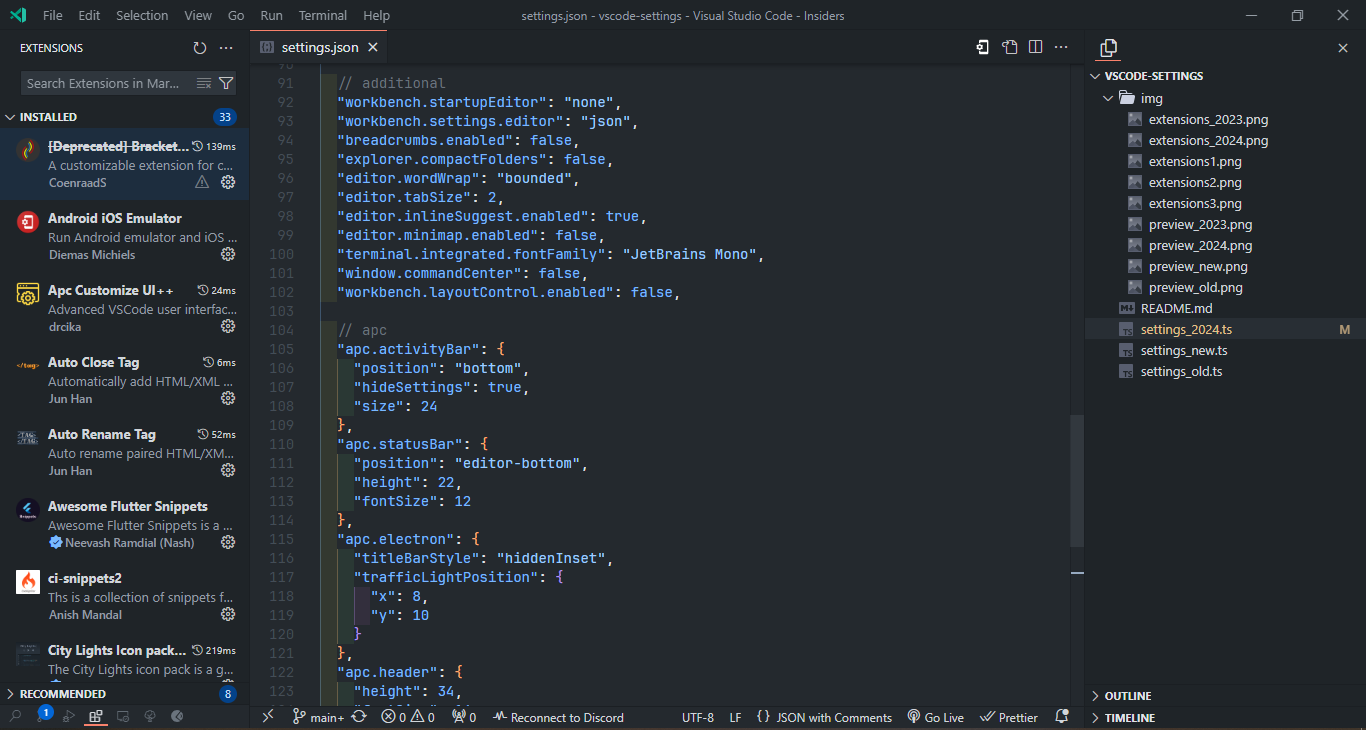 File Edit Selection View Go Run Terminal Help
settings.json - vscode-settings - Visual Studio Code - Insiders
EXTENSIONS
Search Extensions in Mar...
INSTALLED 33
[Deprecated] Bracket... 139ms
A customizable extension for c...
CoenraadS
Android iOS Emulator
Run Android emulator and iOS ...
Diemas Michiels
Apc Customize UI++ 24ms
Advanced VSCode user interfac...
drcika
Auto Close Tag 6ms
Automatically add HTML/XML ...
Jun Han
Auto Rename Tag 52ms
Auto rename paired HTML/XM...
Jun Han
Awesome Flutter Snippets
Awesome Flutter Snippets is a ...
Neevash Ramdial (Nash)
ci-snippets2
Ths is a collection of snippets f...
Anish Mandal
City Lights Icon pack... 219ms
The City Lights icon pack is a g...
RECOMMENDED 8
1
settings.json
90
91 // additional
92 "workbench.startupEditor": "none",
93 "workbench.settings.editor": "json",
94 "breadcrumbs.enabled": false,
95 "explorer.compactFolders": false,
96 "editor.wordWrap": "bounded",
97 "editor.tabSize": 2,
98 "editor.inlineSuggest.enabled": true,
99 "editor.minimap.enabled": false,
100 "terminal.integrated.fontFamily": "JetBrains Mono",
101 "window.commandCenter": false,
102 "workbench.layoutControl.enabled": false,
103
104 // apc
105 "apc.activityBar": {
106 "position": "bottom",
107 "hideSettings": true,
108 "size": 24
109 },
110 "apc.statusBar": {
111 "position": "editor-bottom",
112 "height": 22,
113 "fontSize": 12
114 },
115 "apc.electron": {
116 "titleBarStyle": "hiddenInset",
117 "trafficLightPosition": {
118 "x": 8,
119 "y": 10
120 }
121 },
122 "apc.header": {
123 "height": 34,
main+ 0 0 0 Reconnect to Discord UTF-8 LF {} JSON with Comments Go Live Prettier
VSCODE-SETTINGS
img
extensions_2023.png
extensions_2024.png
extensions1.png
extensions2.png
extensions3.png
preview_2023.png
preview_2024.png
preview_new.png
preview_old.png
README.md
settings_2024.ts M
settings_new.ts
settings_old.ts
OUTLINE
TIMELINE